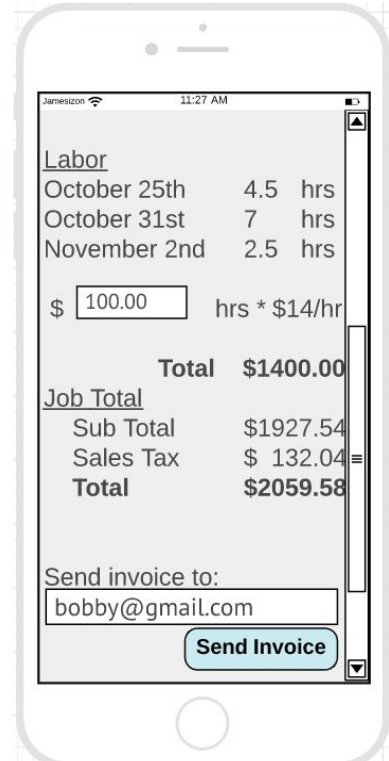 Jamesizon 11:27 AM
Labor
October 25th 4.5 hrs
October 31st 7 hrs
November 2nd 2.5 hrs
$ 100.00 hrs * $14/hr
Total $1400.00
Job Total
Sub Total $1927.54
Sales Tax $ 132.04
Total $2059.58
Send invoice to:
bobby@gmail.com
Send Invoice